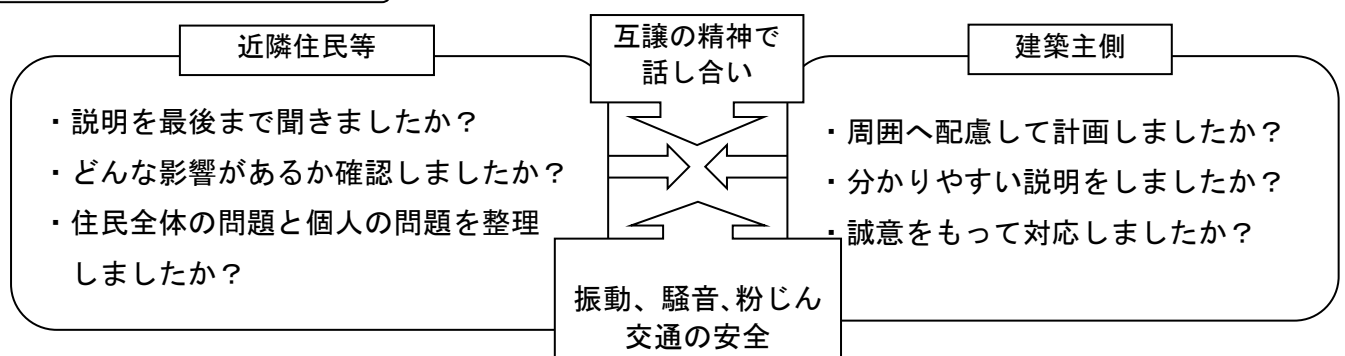 近隣住民等
・説明を最後まで聞きましたか？
・どんな影響があるか確認しましたか？
・住民全体の問題と個人の問題を整理
しましたか？
互譲の精神で
話し合い
振動、騒音、粉じん
交通の安全
建築主側
・周囲へ配慮して計画しましたか？
・分かりやすい説明をしましたか？
・誠意をもって対応しましたか？